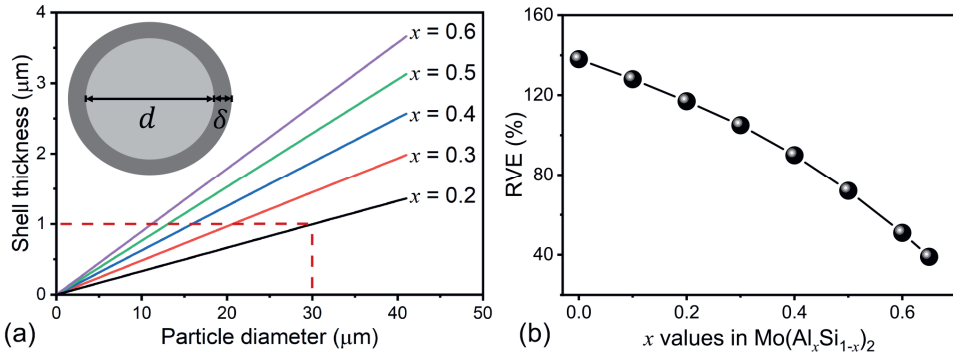 4
3
2
1
0
Shell thickness (μm)
d
δ
x = 0.6
x = 0.5
x = 0.4
x = 0.3
x = 0.2
0
10
20
30
40
50
Particle diameter (μm)
(a)
160
120
80
40
RVE (%)
0.0
0.2
0.4
0.6
x values in Mo(AlₓSi₁₋ₓ)₂
(b)